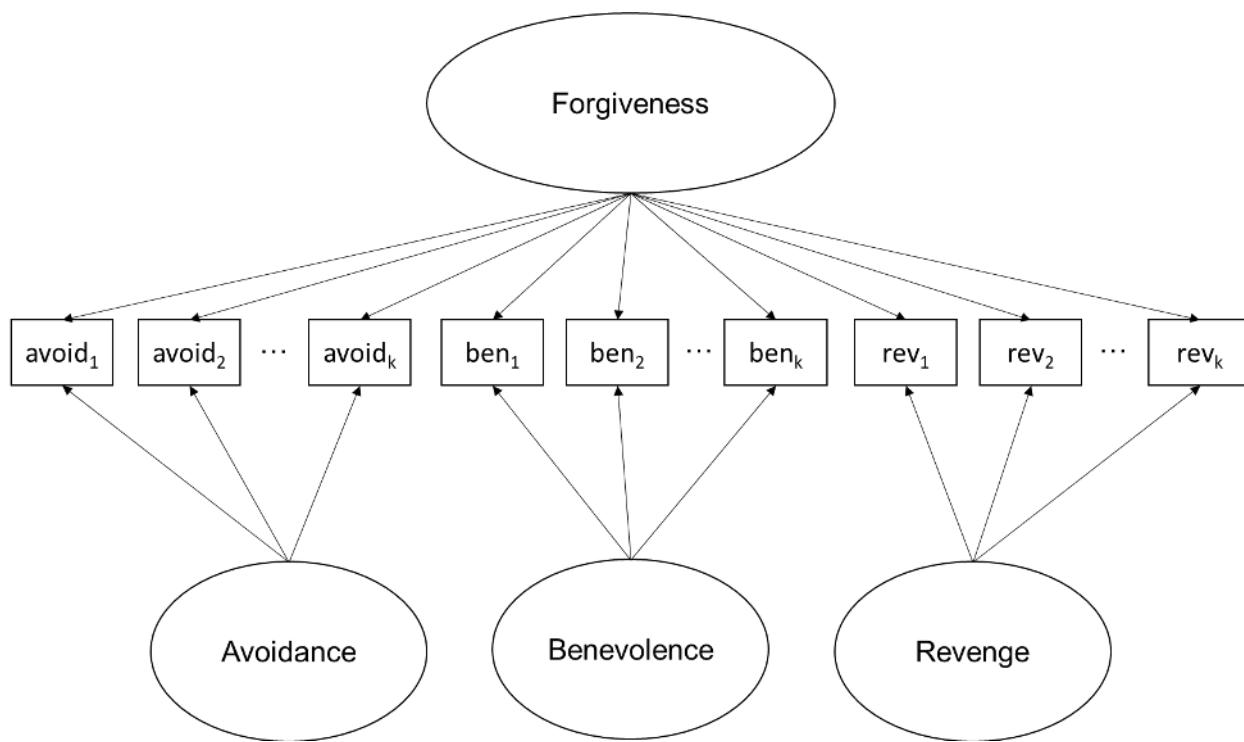 Forgiveness
avoid₁ avoid₂ ... avoidₖ ben₁ ben₂ ... benₖ rev₁ rev₂ ... revₖ
Avoidance Benevolence Revenge